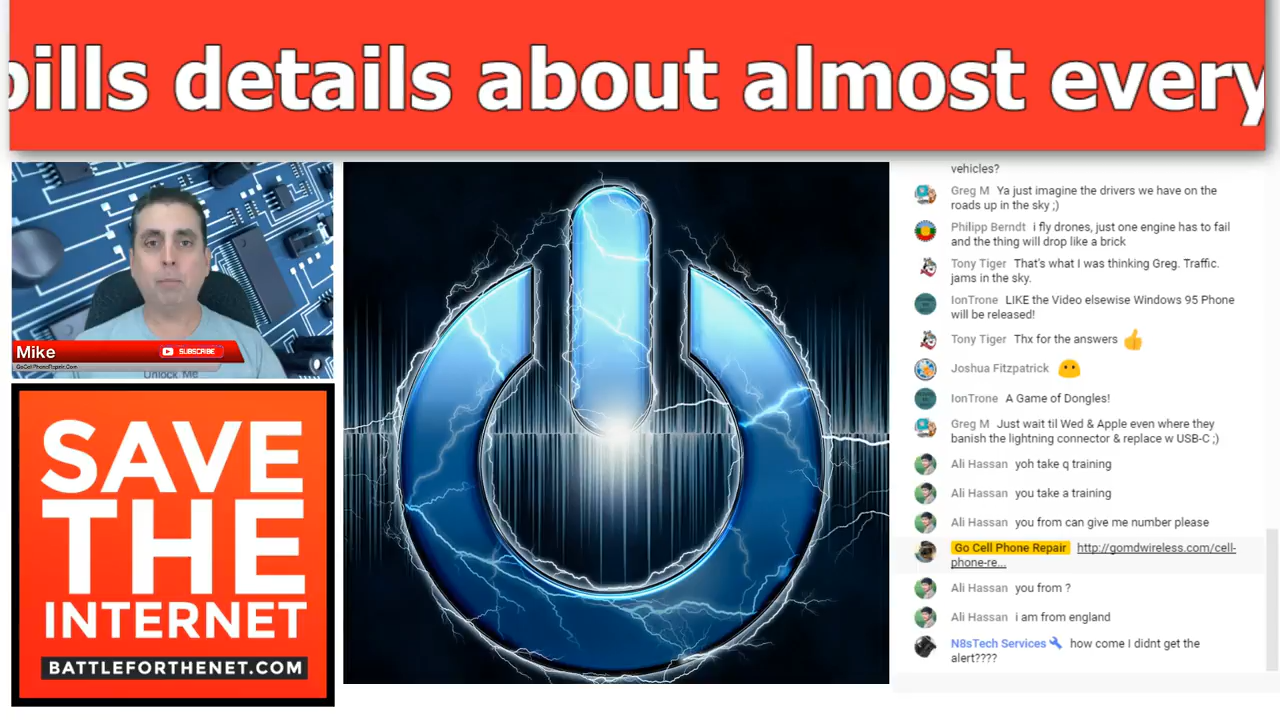 bills details about almost every
Mike
SUBSCRIBE
GoCellPhoneRepair.Com
Unlock Me
SAVE
THE
INTERNET
BATTLEFORTHENET.COM
vehicles?
Greg M Ya just imagine the drivers we have on the
roads up in the sky ;)
Philipp Berndt i fly drones, just one engine has to fail
and the thing will drop like a brick
Tony Tiger That's what I was thinking Greg. Traffic.
jams in the sky.
IonTrone LIKE the Video elsewise Windows 95 Phone
will be released!
Tony Tiger Thx for the answers 👍
Joshua Fitzpatrick 😶
IonTrone A Game of Dongles!
Greg M Just wait til Wed & Apple even where they
banish the lightning connector & replace w USB-C ;)
Ali Hassan yoh take q training
Ali Hassan you take a training
Ali Hassan you from can give me number please
Go Cell Phone Repair http://gomdwireless.com/cell-
phone-re...
Ali Hassan you from ?
Ali Hassan i am from england
N8sTech Services how come I didnt get the
alert????